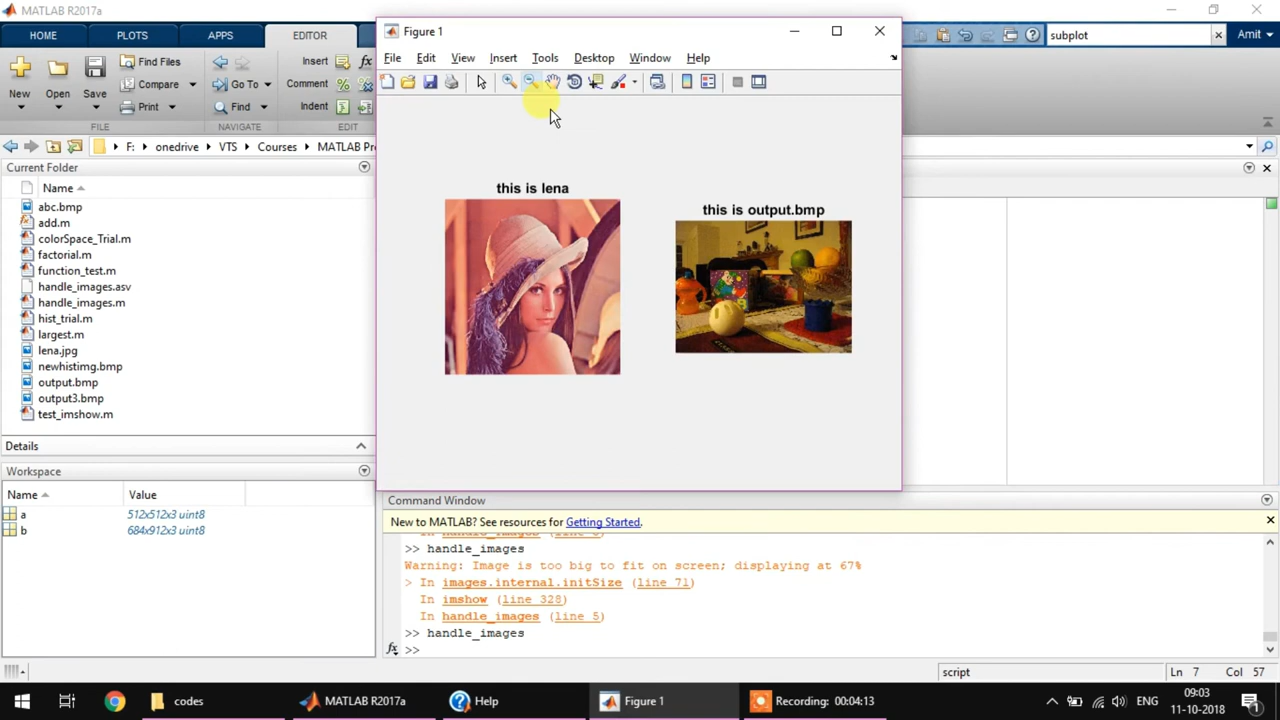 MATLAB R2017a
HOME PLOTS APPS EDITOR
subplot
Amit
New Open Save
Find Files
Compare
Print
FILE
Go To
Find
NAVIGATE
Insert
Comment
Indent
EDIT
F: onedrive VTS Courses MATLAB Pr
Current Folder
Name
abc.bmp
add.m
colorSpace_Trial.m
factorial.m
function_test.m
handle_images.asv
handle_images.m
hist_trial.m
largest.m
lena.jpg
newhistimg.bmp
output.bmp
output3.bmp
test_imshow.m
Details
Workspace
Name Value
a 512x512x3 uint8
b 684x912x3 uint8
Figure 1
File Edit View Insert Tools Desktop Window Help
this is lena
this is output.bmp
Command Window
New to MATLAB? See resources for Getting Started.
In handle_images (line 6)
>> handle_images
Warning: Image is too big to fit on screen; displaying at 67%
> In images.internal.initSize (line 71)
In imshow (line 328)
In handle_images (line 5)
>> handle_images
fx >>
script Ln 7 Col 57
codes MATLAB R2017a Help Figure 1 Recording: 00:04:13
ENG
09:03
11-10-2018